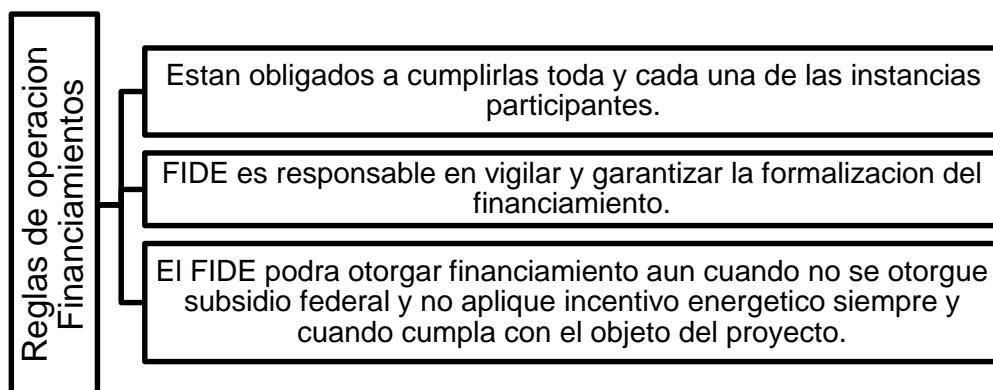 Reglas de operacion
Financiamientos
Estan obligados a cumplirlas toda y cada una de las instancias
participantes.
FIDE es responsable en vigilar y garantizar la formalizacion del
financiamiento.
El FIDE podra otorgar financiamiento aun cuando no se otorgue
subsidio federal y no aplique incentivo energetico siempre y
cuando cumpla con el objeto del proyecto.